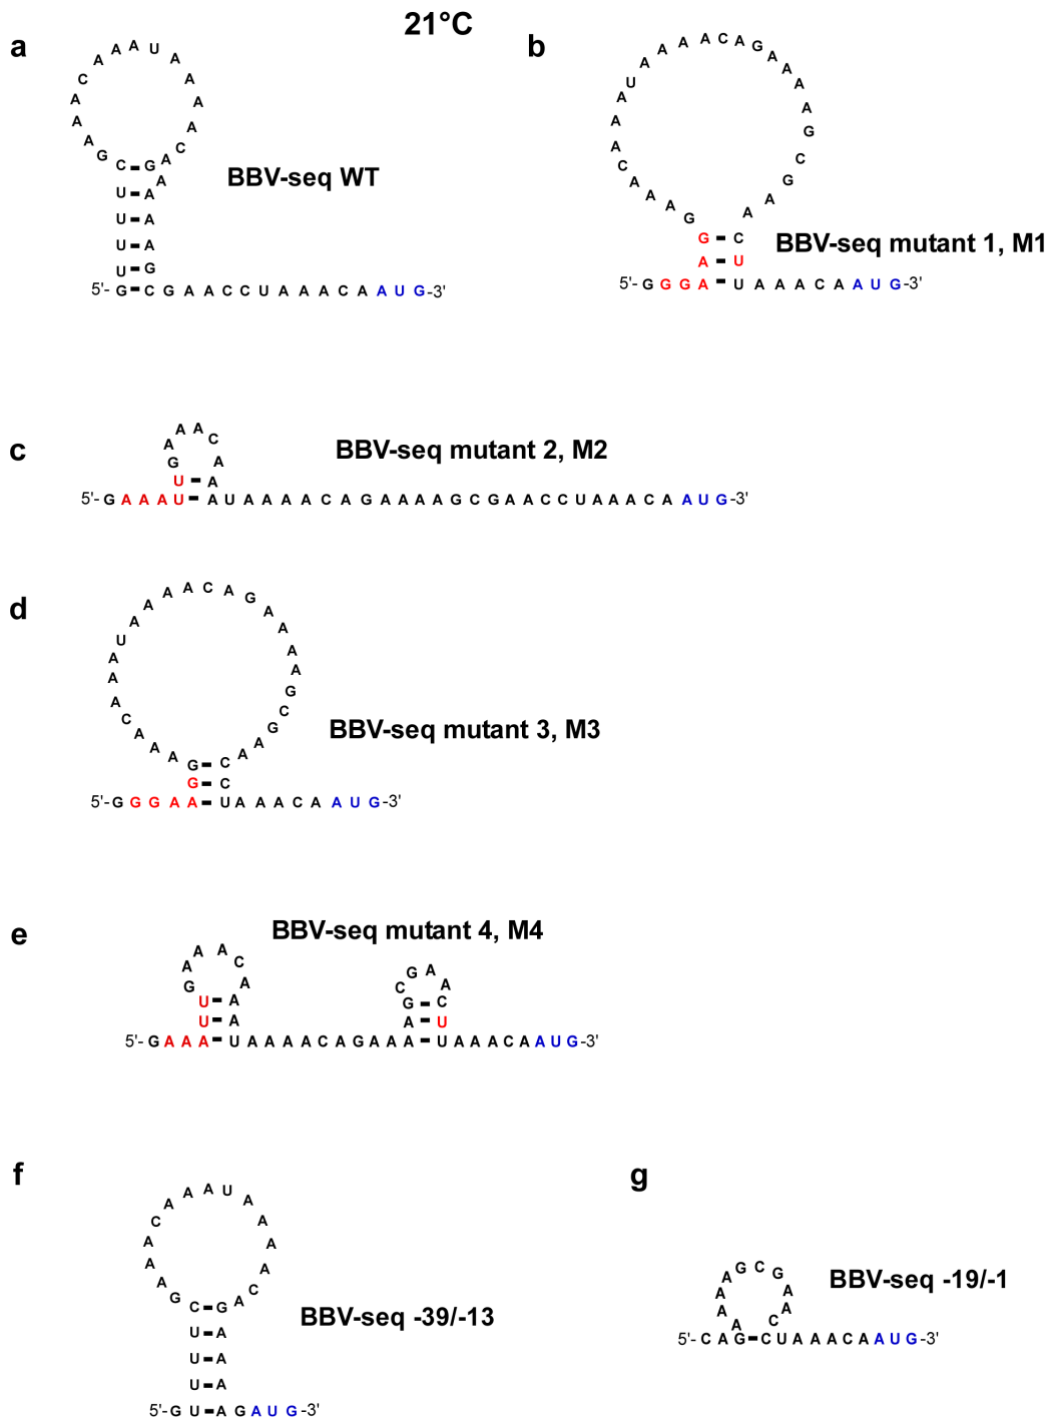 21°C
a
G A A A C A A A U A A A A C A
C G
A
U A
U A
U A
U G
5'-G C G A A C C U A A A C A A U G-3'
BBV-seq WT
b
G A A A C A A A U A A A A C A G A A A A G C G A A
G C
A U
5'-G G G A U A A A C A A U G-3'
BBV-seq mutant 1, M1
c
G A A A C A
U A
5'-G A A A U A U A A A A C A G A A A A G C G A A C C U A A A C A A U G-3'
BBV-seq mutant 2, M2
d
A A A C A A A U A A A A C A G A A A A G C G A A
G C
G C
5'-G G G A A U A A A C A A U G-3'
BBV-seq mutant 3, M3
e
G A A A C A
U A
U A
C G A A
G C
A U
5'-G A A A U A A A A C A G A A A U A A A C A A U G-3'
BBV-seq mutant 4, M4
f
G A A A C A A A U A A A A C A
C G
U A
U A
U A
5'-G U A G A U G-3'
BBV-seq -39/-13
g
A A A A G C G A A C
5'-C A G C U A A A C A A U G-3'
BBV-seq -19/-1